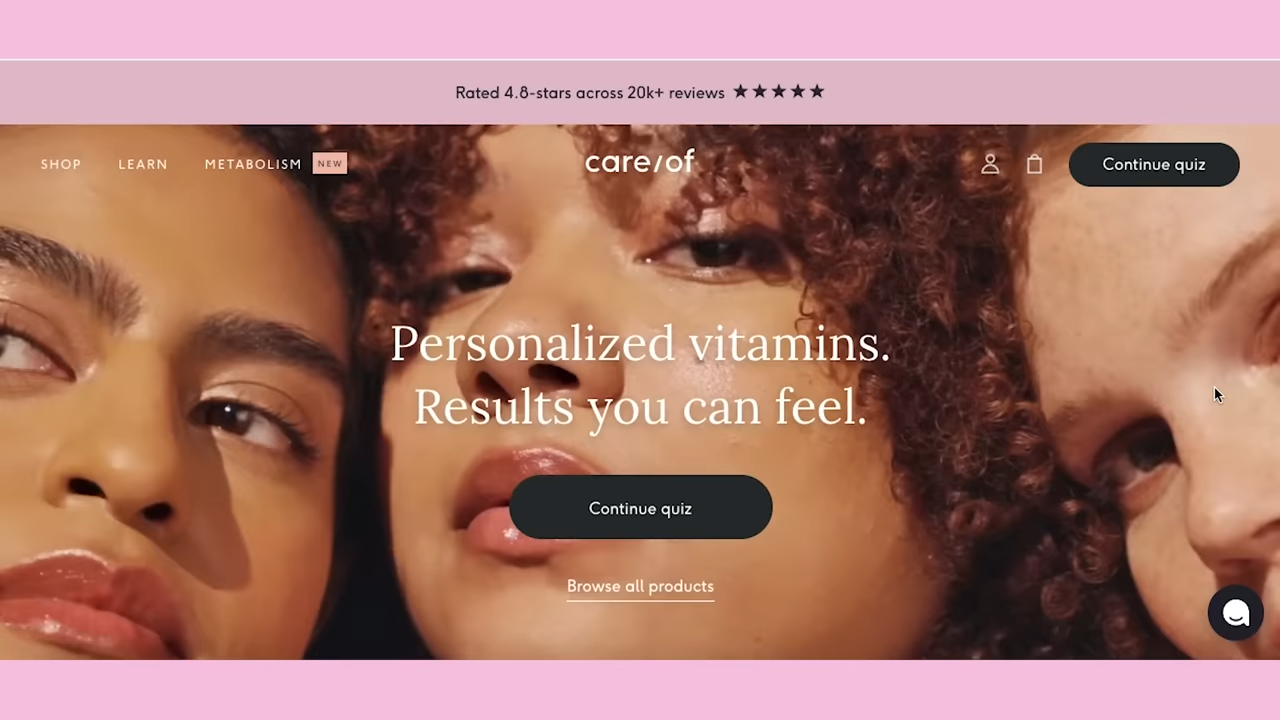 Rated 4.8-stars across 20k+ reviews ★★★★★
SHOP LEARN METABOLISM NEW care/of Continue quiz
Personalized vitamins.
Results you can feel.
Continue quiz
Browse all products